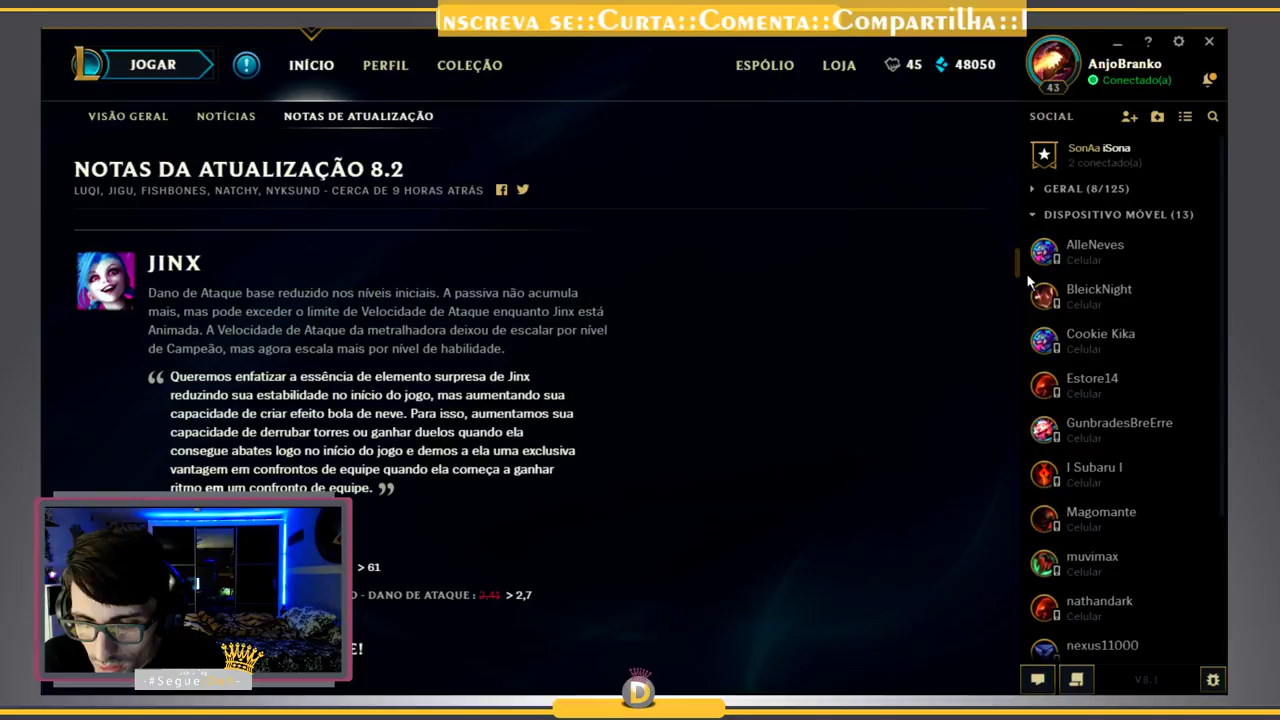 nscreva se::Curta::Comenta::Compartilha::I
JOGAR
INÍCIO
PERFIL
COLEÇÃO
ESPÓLIO
LOJA
45
48050
AnjoBranko
Conectado(a)
43
VISÃO GERAL
NOTÍCIAS
NOTAS DE ATUALIZAÇÃO
SOCIAL
NOTAS DA ATUALIZAÇÃO 8.2
LUQI, JIGU, FISHBONES, NATCHY, NYKSUND - CERCA DE 9 HORAS ATRÁS
JINX
Dano de Ataque base reduzido nos níveis iniciais. A passiva não acumula
mais, mas pode exceder o limite de Velocidade de Ataque enquanto Jinx está
Animada. A Velocidade de Ataque da metralhadora deixou de escalar por nível
de Campeão, mas agora escala mais por nível de habilidade.
Queremos enfatizar a essência de elemento surpresa de Jinx
reduzindo sua estabilidade no início do jogo, mas aumentando sua
capacidade de criar efeito bola de neve. Para isso, aumentamos sua
capacidade de derrubar torres ou ganhar duelos quando ela
consegue abates logo no início do jogo e demos a ela uma exclusiva
vantagem em confrontos de equipe quando ela começa a ganhar
ritmo em um confronto de equipe.
> 61
O - DANO DE ATAQUE : 3,41 > 2,7
E!
SonAa iSona
2 conectado(a)
GERAL (8/125)
DISPOSITIVO MÓVEL (13)
AlleNeves
Celular
BleickNight
Celular
Cookie Kika
Celular
Estore14
Celular
GunbradesBreErre
Celular
I Subaru I
Celular
Magomante
Celular
muvimax
Celular
nathandark
Celular
nexus11000
V8.1
-#Segue
D